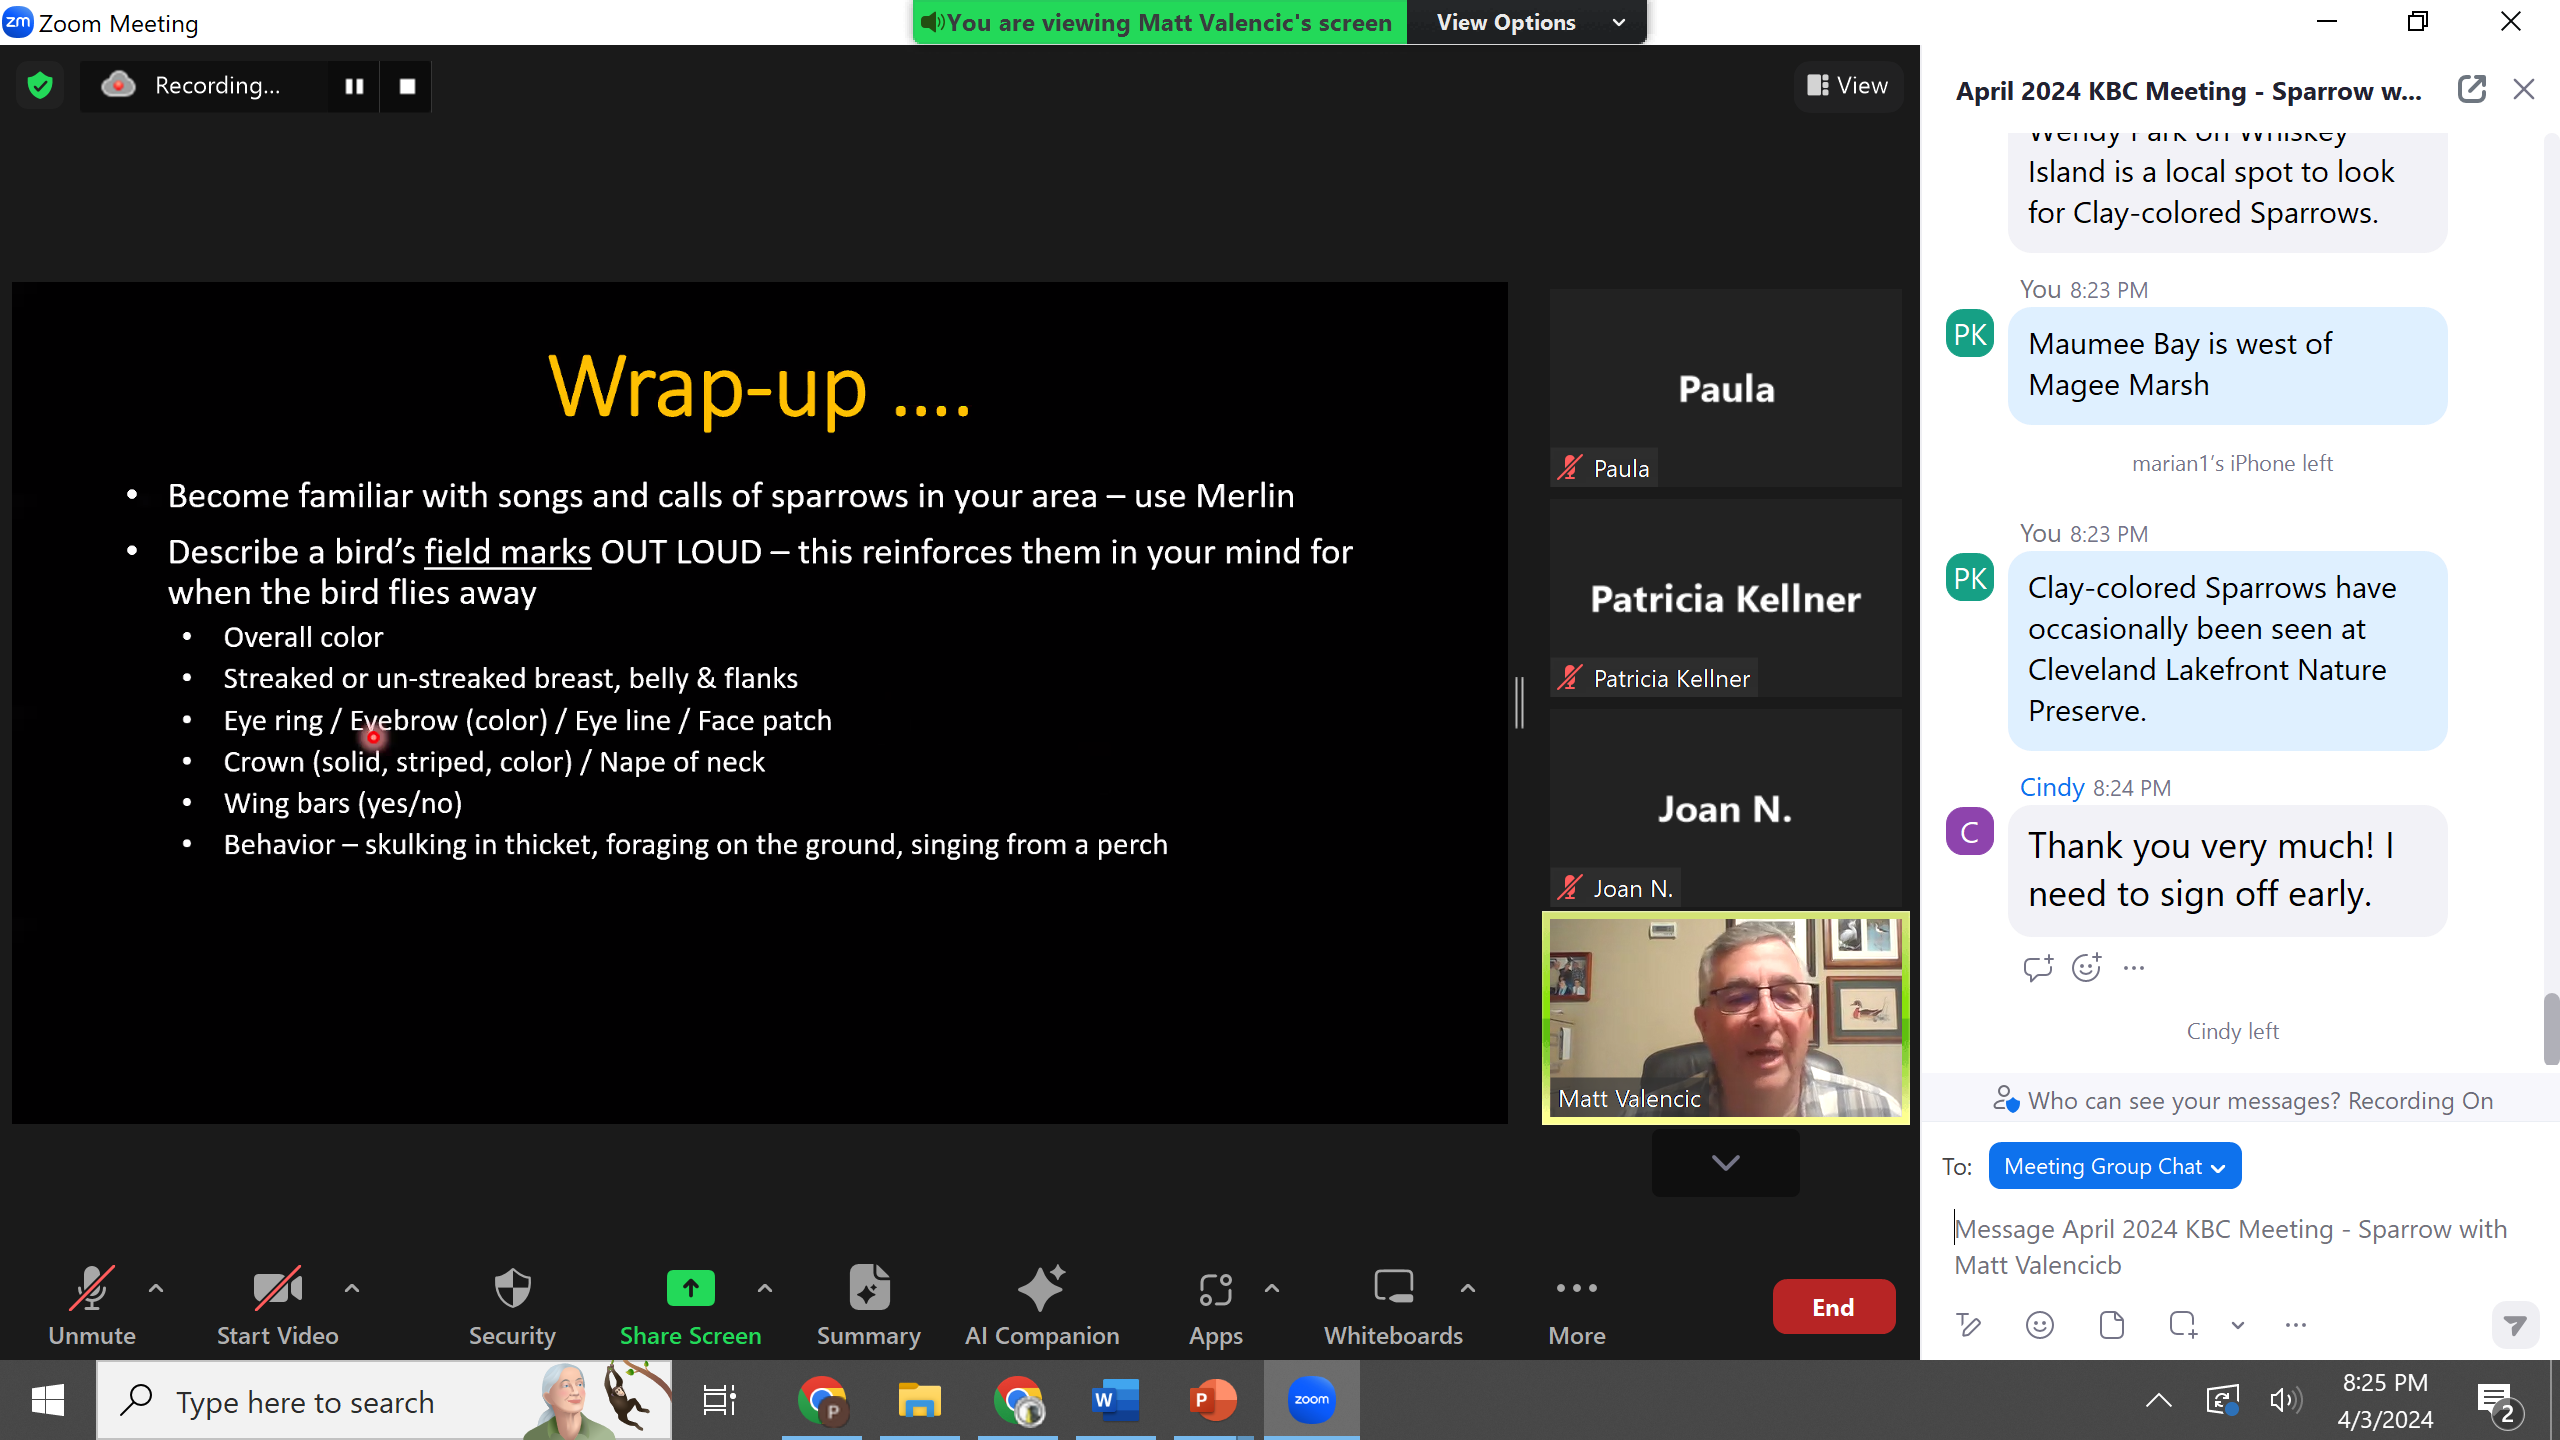 zm Zoom Meeting
You are viewing Matt Valencic's screen
View Options
Recording...
View
Wrap-up ....
• Become familiar with songs and calls of sparrows in your area – use Merlin
• Describe a bird's field marks OUT LOUD – this reinforces them in your mind for
when the bird flies away
• Overall color
• Streaked or un-streaked breast, belly & flanks
• Eye ring / Eyebrow (color) / Eye line / Face patch
• Crown (solid, striped, color) / Nape of neck
• Wing bars (yes/no)
• Behavior – skulking in thicket, foraging on the ground, singing from a perch
Paula
Paula
Patricia Kellner
Patricia Kellner
Joan N.
Joan N.
Matt Valencic
April 2024 KBC Meeting - Sparrow w...
Wendy Park on Whiskey
Island is a local spot to look
for Clay-colored Sparrows.
You 8:23 PM
PK
Maumee Bay is west of
Magee Marsh
marian1's iPhone left
You 8:23 PM
PK
Clay-colored Sparrows have
occasionally been seen at
Cleveland Lakefront Nature
Preserve.
Cindy 8:24 PM
C
Thank you very much! I
need to sign off early.
Cindy left
Who can see your messages? Recording On
To: Meeting Group Chat
Message April 2024 KBC Meeting - Sparrow with
Matt Valencicb
Unmute
Start Video
Security
Share Screen
Summary
AI Companion
Apps
Whiteboards
More
End
Type here to search
P
W
P
zoom
8:25 PM
4/3/2024
2